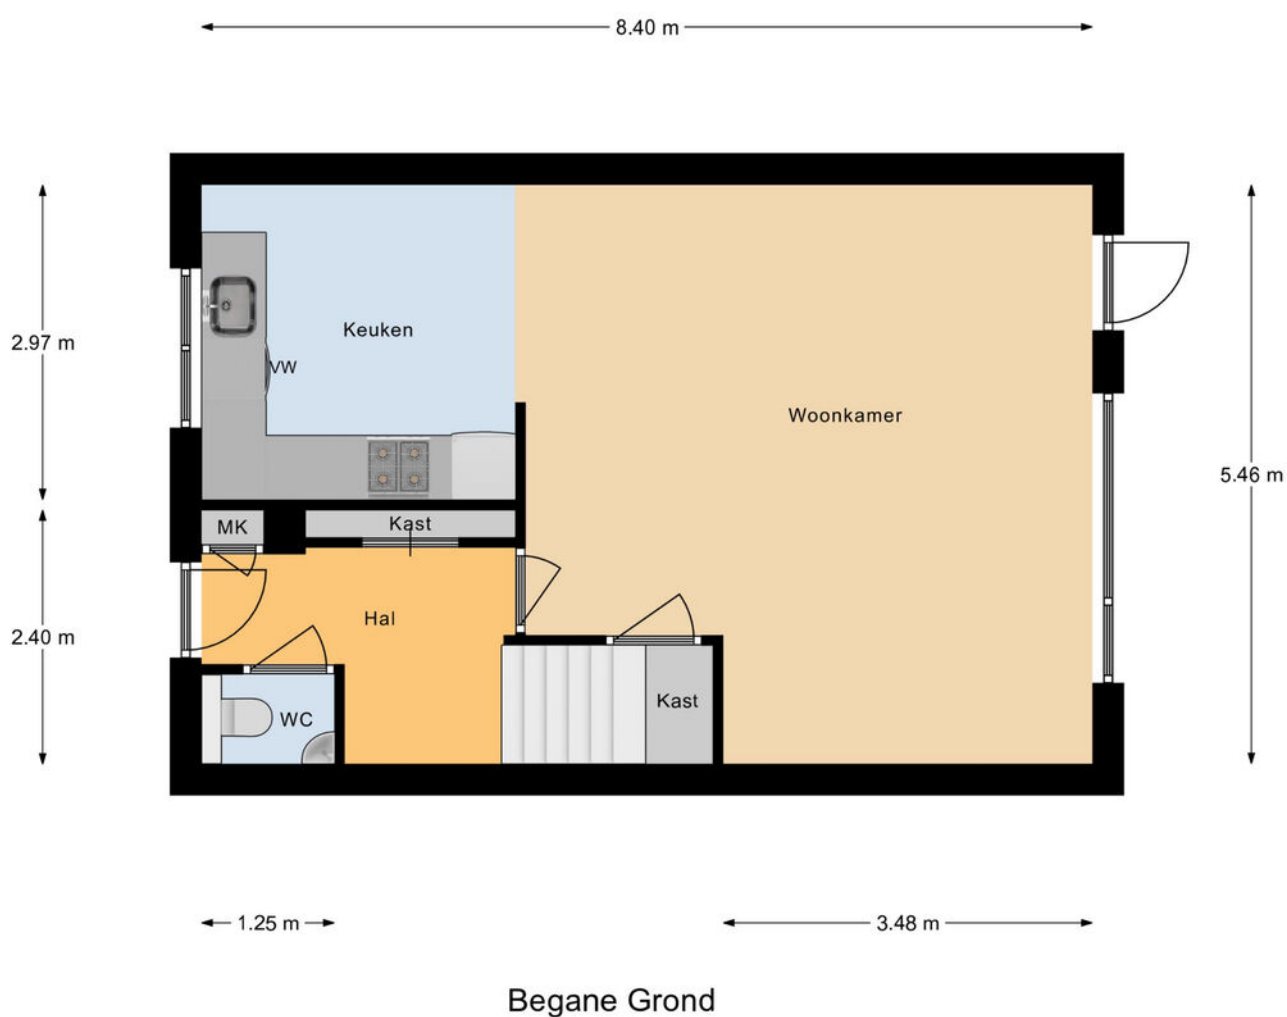 8.40 m
Keuken
2.97 m
VW
Woonkamer
5.46 m
MK
Kast
Hal
2.40 m
Kast
WC
1.25 m
3.48 m
Begane Grond